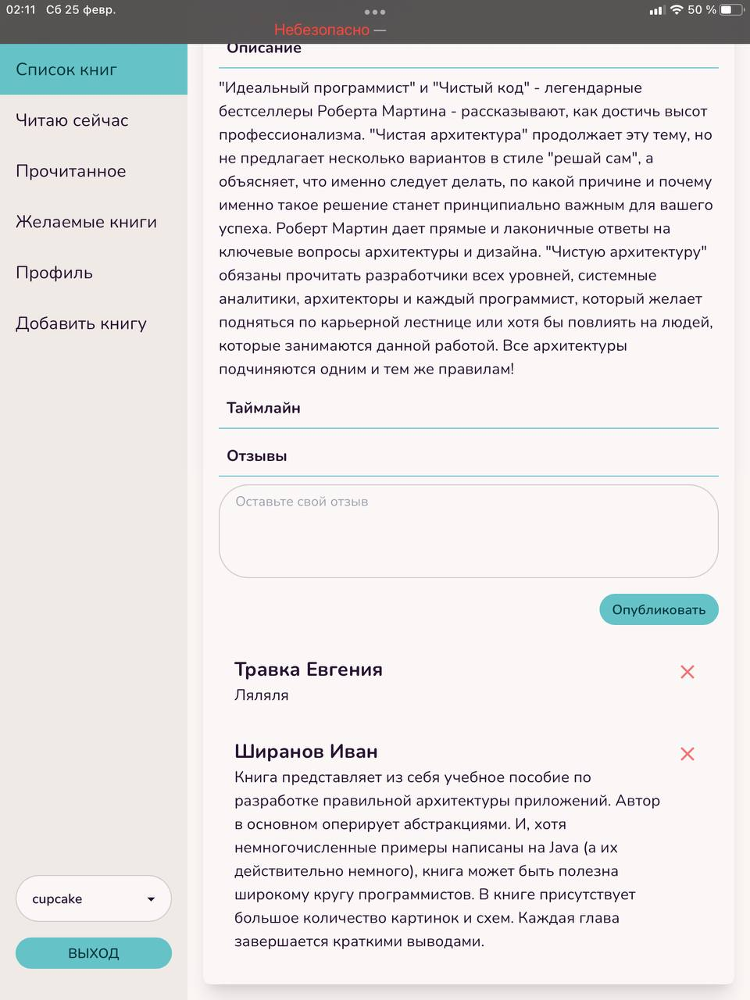 02:11 Сб 25 февр.
50 %
Небезопасно —
Список книг
Читаю сейчас
Прочитанное
Желаемые книги
Профиль
Добавить книгу
cupcake
ВЫХОД
Описание
"Идеальный программист" и "Чистый код" - легендарные
бестселлеры Роберта Мартина - рассказывают, как достичь высот
профессионализма. "Чистая архитектура" продолжает эту тему, но
не предлагает несколько вариантов в стиле "решай сам", а
объясняет, что именно следует делать, по какой причине и почему
именно такое решение станет принципиально важным для вашего
успеха. Роберт Мартин дает прямые и лаконичные ответы на
ключевые вопросы архитектуры и дизайна. "Чистую архитектуру"
обязаны прочитать разработчики всех уровней, системные
аналитики, архитекторы и каждый программист, который желает
подняться по карьерной лестнице или хотя бы повлиять на людей,
которые занимаются данной работой. Все архитектуры
подчиняются одним и тем же правилам!
Таймлайн
Отзывы
Оставьте свой отзыв
Опубликовать
Травка Евгения
Ляляля
Ширанов Иван
Книга представляет из себя учебное пособие по
разработке правильной архитектуры приложений. Автор
в основном оперирует абстракциями. И, хотя
немногочисленные примеры написаны на Java (а их
действительно немного), книга может быть полезна
широкому кругу программистов. В книге присутствует
большое количество картинок и схем. Каждая глава
завершается краткими выводами.